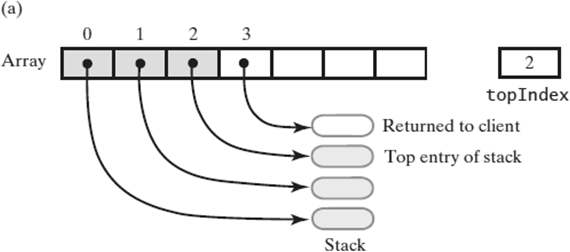 (a)
0 1 2 3
Array
2
topIndex
Returned to client
Top entry of stack
Stack